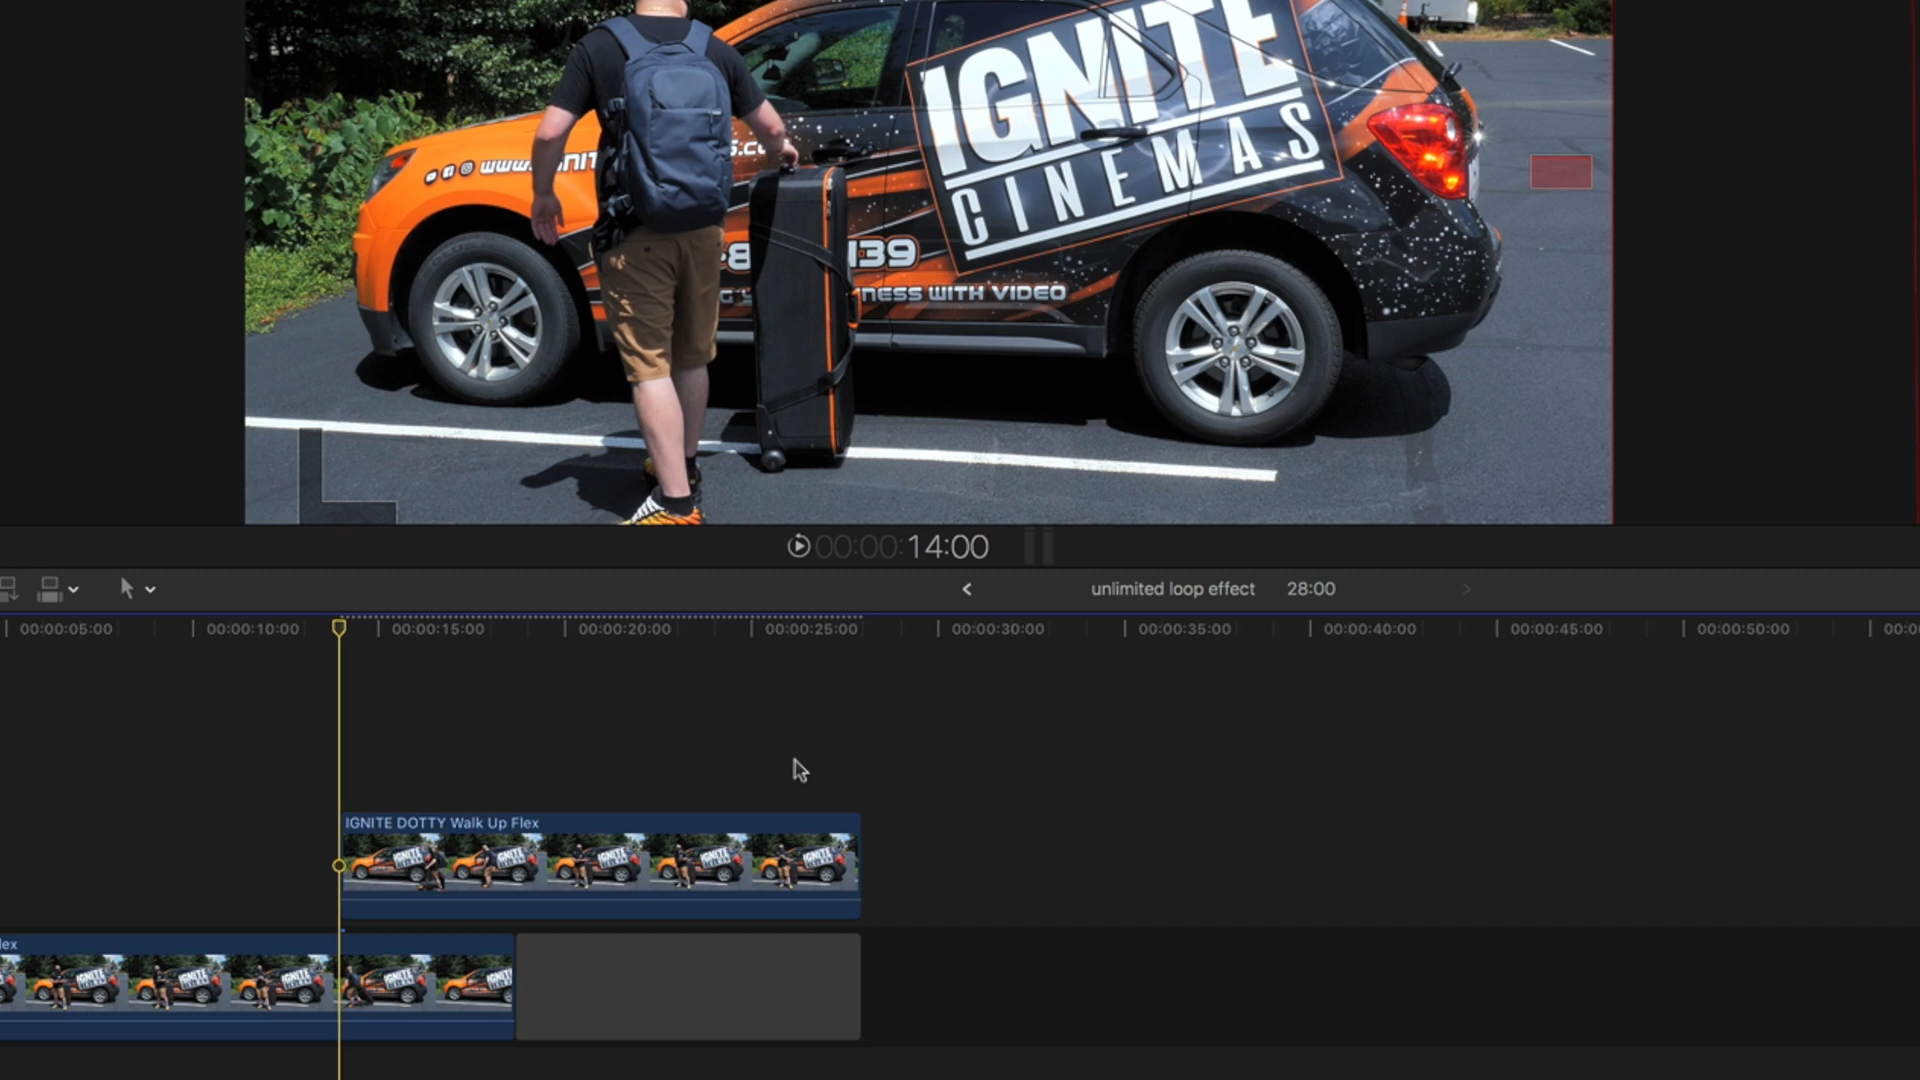 IGNITE
CINEMAS
139
NESS WITH VIDEO
00:00:14:00
unlimited loop effect 28:00
00:00:05:00 00:00:10:00 00:00:15:00 00:00:20:00 00:00:25:00 00:00:30:00 00:00:35:00 00:00:40:00 00:00:45:00 00:00:50:00 00:0
IGNITE DOTTY Walk Up Flex
lex